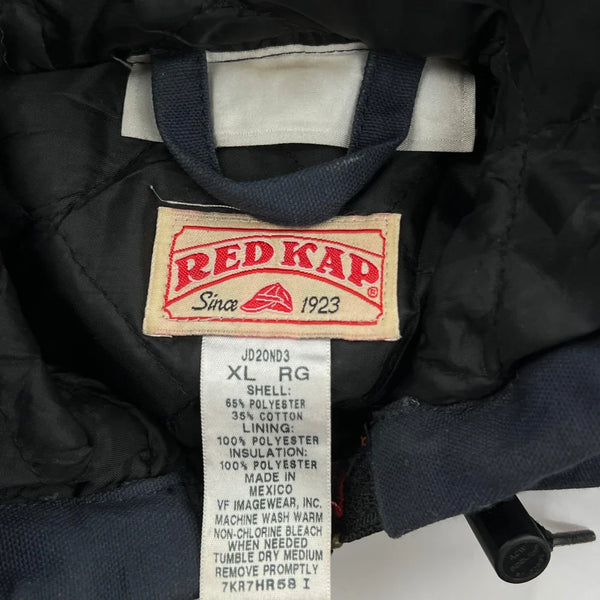 RED KAP®
Since 1923
JD20ND3
XL RG
SHELL:
65% POLYESTER
35% COTTON
LINING:
100% POLYESTER
INSULATION:
100% POLYESTER
MADE IN
MEXICO
VF IMAGEWEAR, INC.
MACHINE WASH WARM
NON-CHLORINE BLEACH
WHEN NEEDED
TUMBLE DRY MEDIUM
REMOVE PROMPTLY
7KR7HR58 I